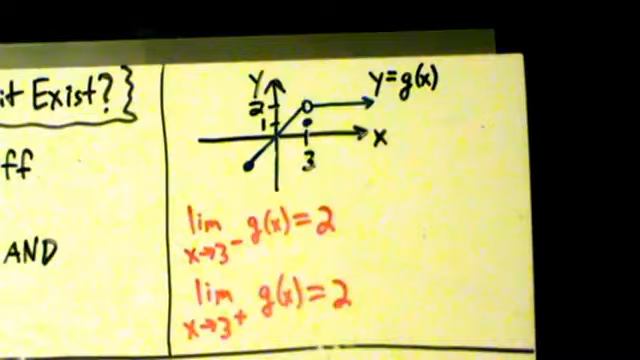 it Exist?}
ff
AND
y
y=g(x)
2
1
x
3
lim g(x)=2
x→3⁻
lim g(x)=2
x→3⁺